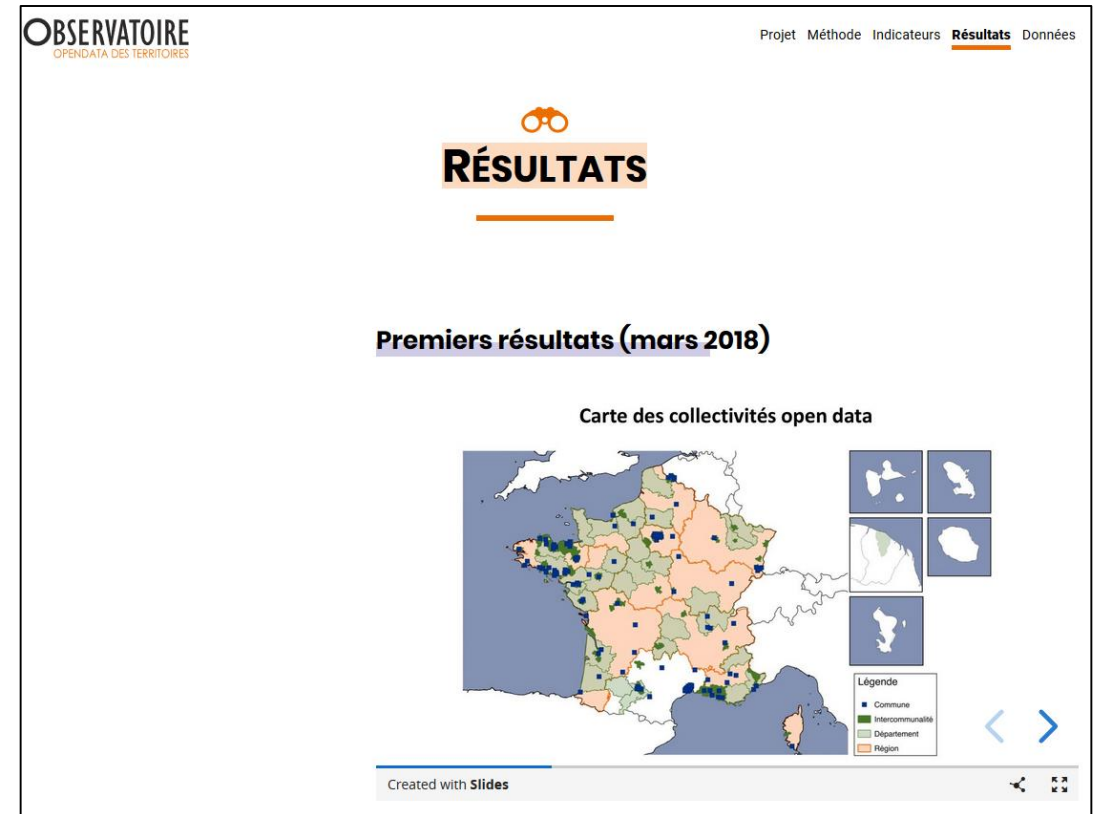 OBSERVATOIRE
OPENDATA DES TERRITOIRES
Projet Méthode Indicateurs Résultats Données
RÉSULTATS
Premiers résultats (mars 2018)
Carte des collectivités open data
Légende
Commune
Intercommunalité
Département
Région
Created with Slides